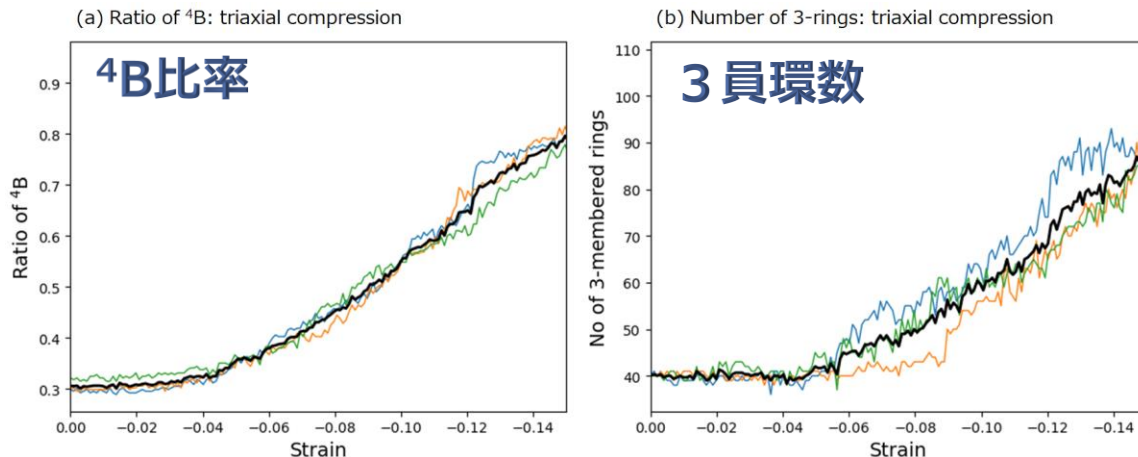 (a) Ratio of ⁴B: triaxial compression
⁴B比率
0.9
0.8
0.7
0.6
0.5
0.4
0.3
Ratio of ⁴B
0.00 −0.02 −0.04 −0.06 −0.08 −0.10 −0.12 −0.14
Strain
(b) Number of 3-rings: triaxial compression
３員環数
110
100
90
80
70
60
50
40
No of 3-membered rings
0.00 −0.02 −0.04 −0.06 −0.08 −0.10 −0.12 −0.14
Strain